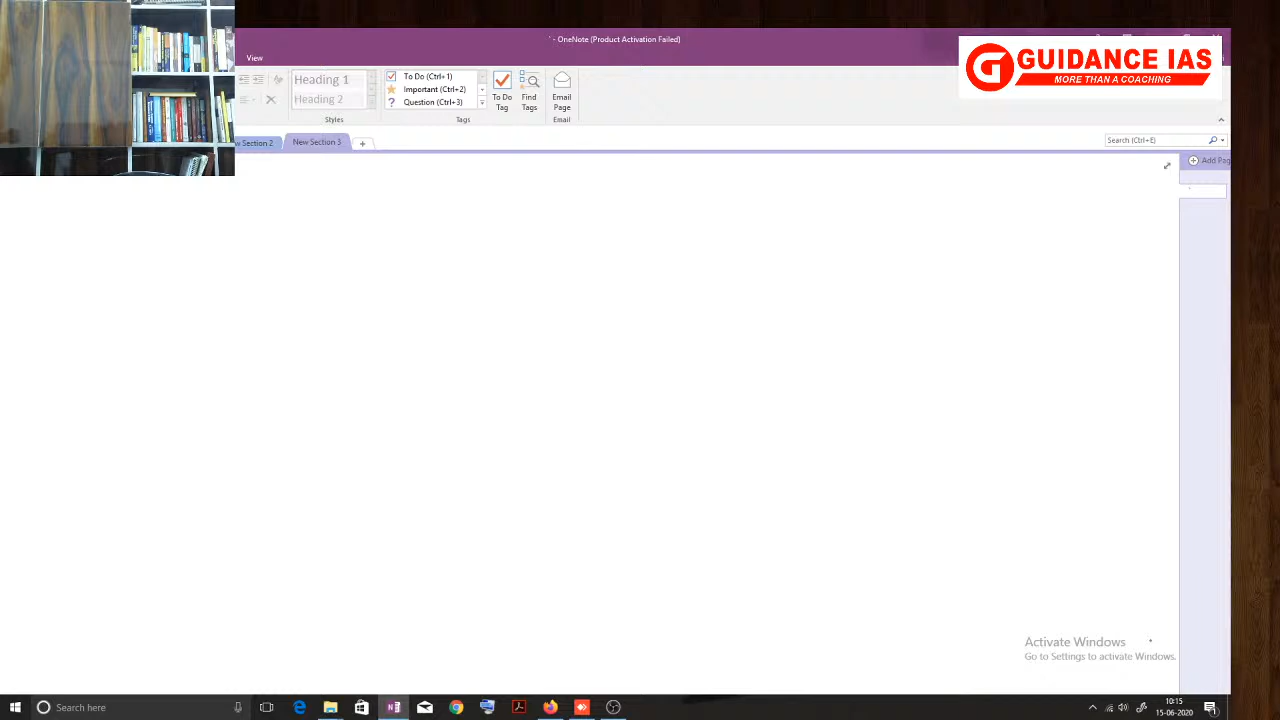 - OneNote (Product Activation Failed)
GUIDANCE IAS
MORE THAN A COACHING
View
Heading 1
Heading 2
Styles
To Do (Ctrl+1)
Important (Ctrl+2)
Question (Ctrl+3)
Tags
To Do
Tag
Find
Tags
Email
Page
Email
Section 2
New Section 3
Search (Ctrl+E)
Add Pag
Activate Windows
Go to Settings to activate Windows.
Search here
10:15
15-06-2020